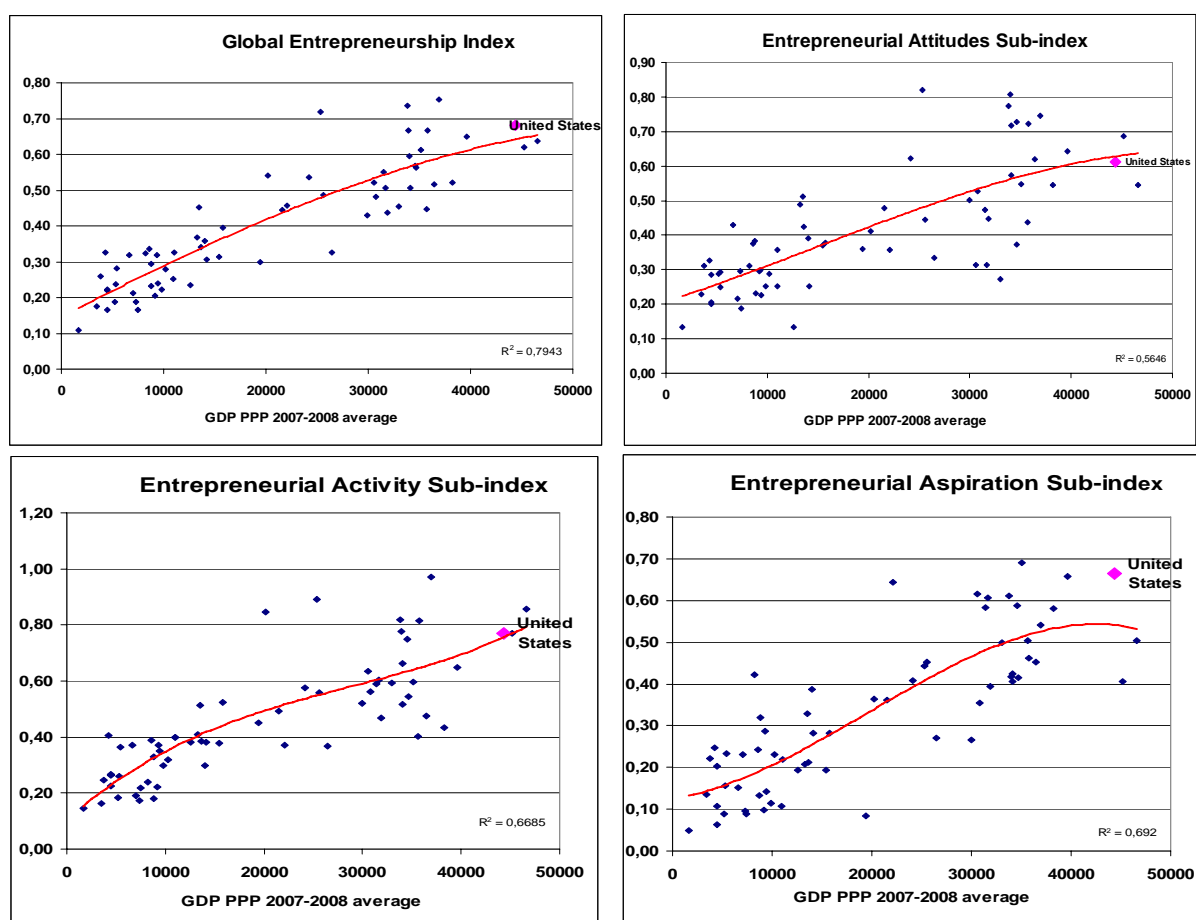 Global Entrepreneurship Index
0,80
0,70
0,60
0,50
0,40
0,30
0,20
0,10
0,00
United States
R² = 0,7943
0 10000 20000 30000 40000 50000
GDP PPP 2007-2008 average
Entrepreneurial Attitudes Sub-index
0,90
0,80
0,70
0,60
0,50
0,40
0,30
0,20
0,10
0,00
United States
R² = 0,5646
0 10000 20000 30000 40000 50000
GDP PPP 2007-2008 average
Entrepreneurial Activity Sub-index
1,20
1,00
0,80
0,60
0,40
0,20
0,00
United
States
R² = 0,6685
0 10000 20000 30000 40000 50000
GDP PPP 2007-2008 average
Entrepreneurial Aspiration Sub-index
0,80
0,70
0,60
0,50
0,40
0,30
0,20
0,10
0,00
United
States
R² = 0,692
0 10000 20000 30000 40000 50000
GDP PPP 2007-2008 average